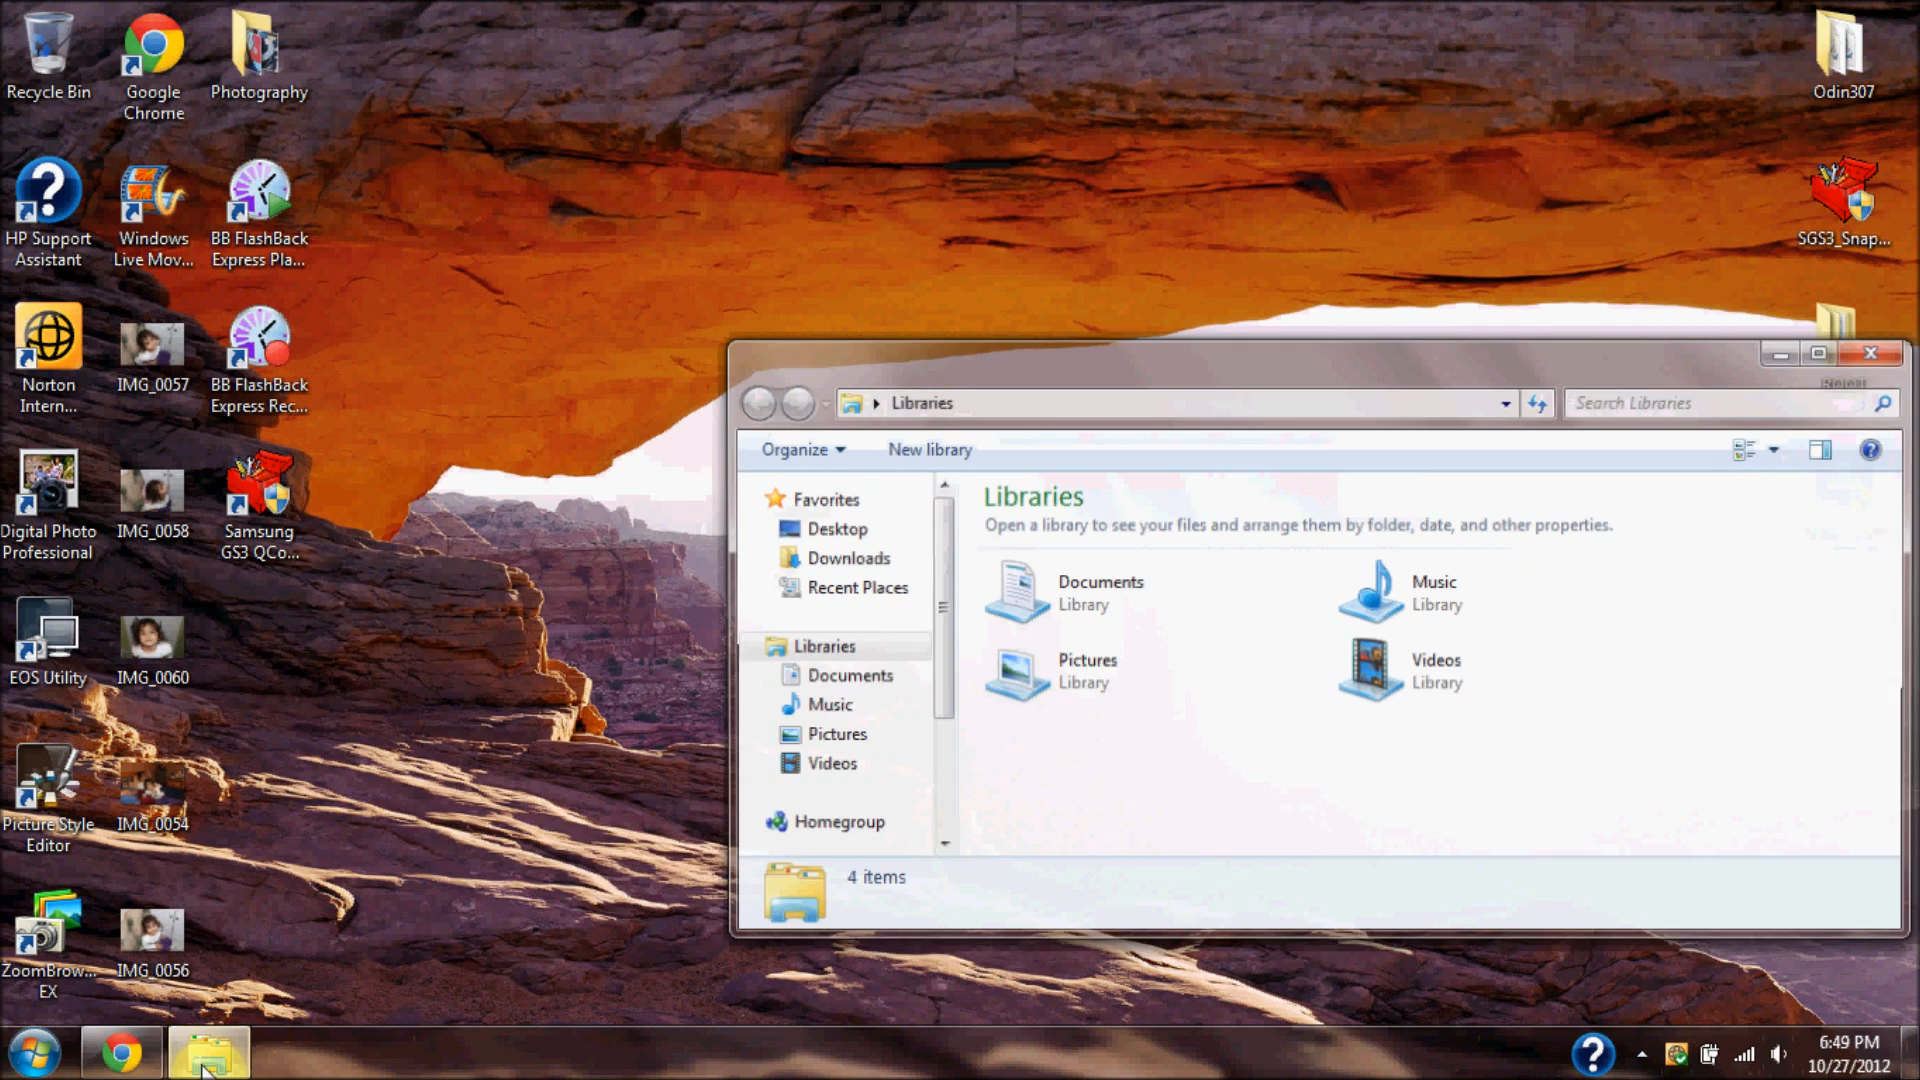 Recycle Bin
Google
Chrome
Photography
Odin307
HP Support
Assistant
Windows
Live Mov...
BB FlashBack
Express Pla...
SGS3_Snap...
Norton
Intern...
IMG_0057
BB FlashBack
Express Rec...
Digital Photo
Professional
IMG_0058
Samsung
GS3 QCo...
EOS Utility
IMG_0060
Picture Style
Editor
IMG_0054
ZoomBrow...
EX
IMG_0056
Libraries
Search Libraries
Organize
New library
Favorites
Desktop
Downloads
Recent Places
Libraries
Documents
Music
Pictures
Videos
Homegroup
Libraries
Open a library to see your files and arrange them by folder, date, and other properties.
Documents
Library
Music
Library
Pictures
Library
Videos
Library
4 items
6:49 PM
10/27/2012